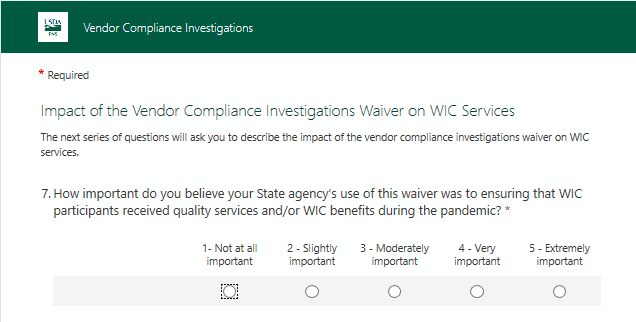 USDA
FNS
Vendor Compliance Investigations
* Required
Impact of the Vendor Compliance Investigations Waiver on WIC Services
The next series of questions will ask you to describe the impact of the vendor compliance investigations waiver on WIC
services.
7. How important do you believe your State agency's use of this waiver was to ensuring that WIC
participants received quality services and/or WIC benefits during the pandemic? *
1- Not at all important
2 - Slightly important
3 - Moderately important
4 - Very important
5 - Extremely important